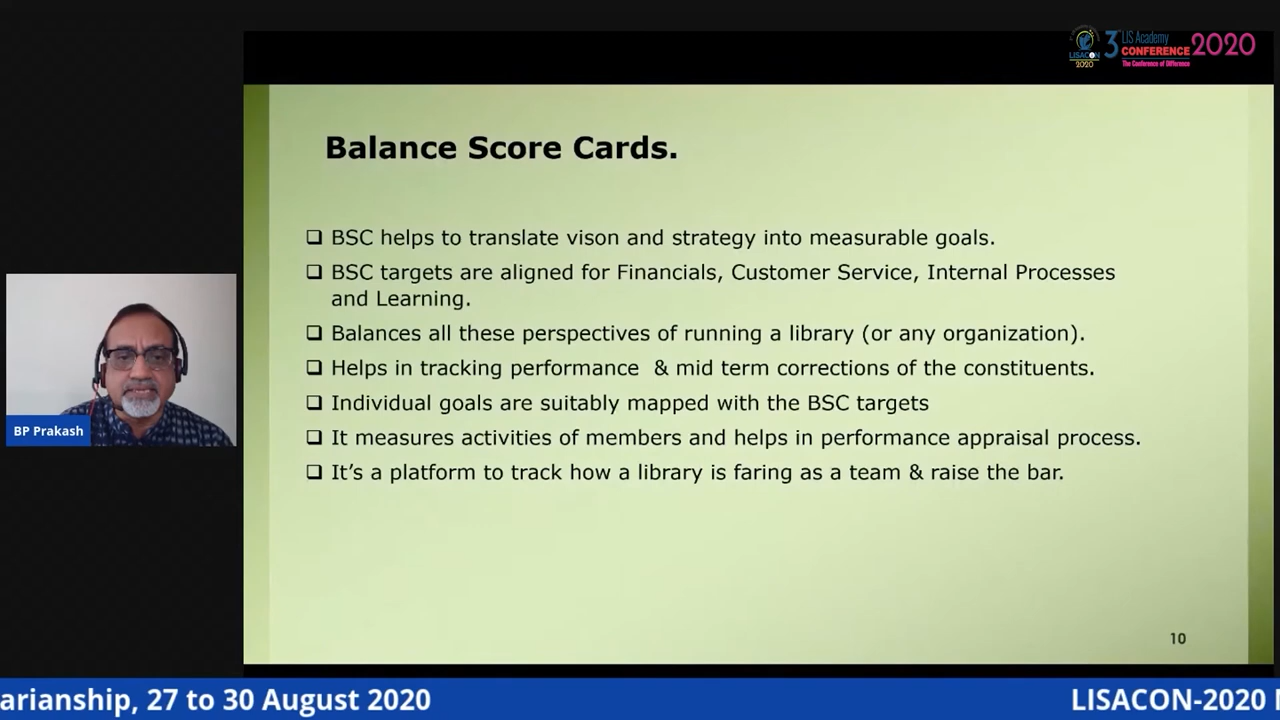 LISACON
2020
3rd LIS Academy
CONFERENCE 2020
The Conference of Difference
Balance Score Cards.
❑ BSC helps to translate vison and strategy into measurable goals.
❑ BSC targets are aligned for Financials, Customer Service, Internal Processes
and Learning.
❑ Balances all these perspectives of running a library (or any organization).
❑ Helps in tracking performance  & mid term corrections of the constituents.
❑ Individual goals are suitably mapped with the BSC targets
❑ It measures activities of members and helps in performance appraisal process.
❑ It’s a platform to track how a library is faring as a team & raise the bar.
BP Prakash
10
arianship, 27 to 30 August 2020
LISACON-2020